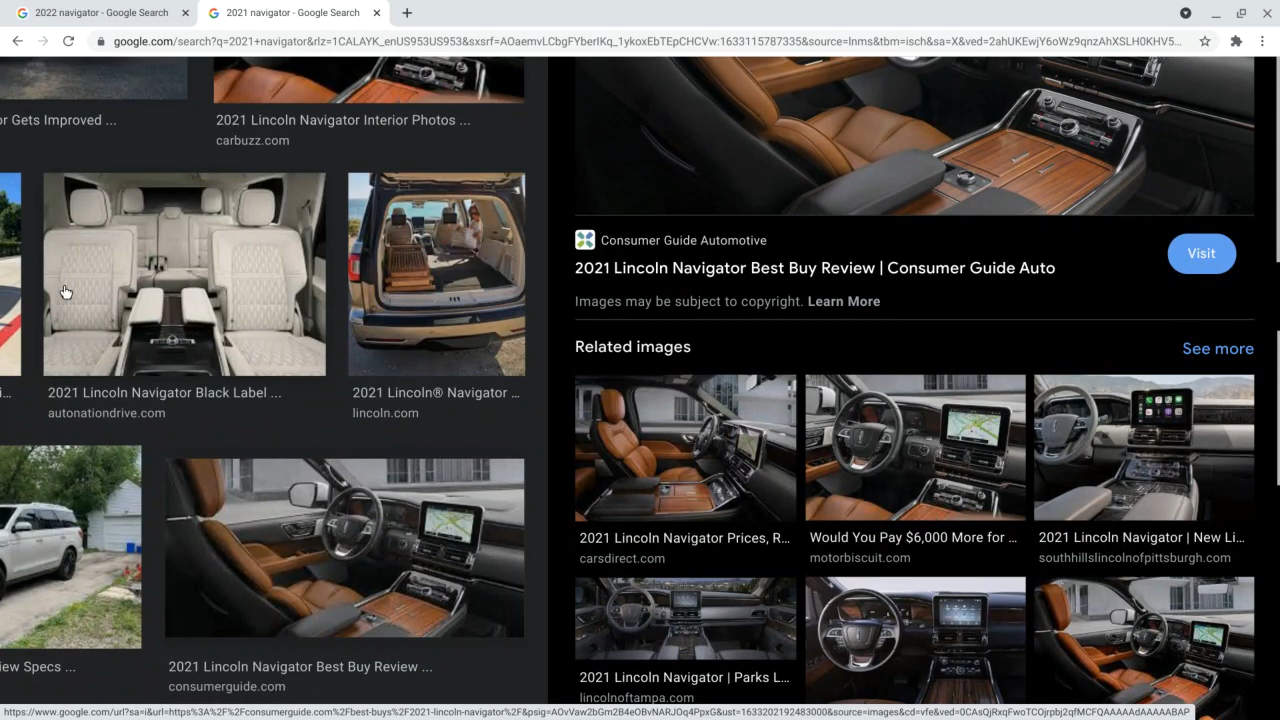 2022 navigator - Google Search
2021 navigator - Google Search
google.com/search?q=2021+navigator&rlz=1CALAYK_enUS953US953&sxsrf=AOaemvLCbgFYberIKq_1ykoxEbTEpCHCVw:1633115787335&source=lnms&tbm=isch&sa=X&ved=2ahUKEwjY6oWz9qnzAhXSLH0KHV5...
or Gets Improved ...
2021 Lincoln Navigator Interior Photos ...
carbuzz.com
i...
2021 Lincoln Navigator Black Label ...
autonationdrive.com
2021 Lincoln® Navigator ...
lincoln.com
iew Specs ...
2021 Lincoln Navigator Best Buy Review ...
consumerguide.com
Consumer Guide Automotive
2021 Lincoln Navigator Best Buy Review | Consumer Guide Auto
Visit
Images may be subject to copyright. Learn More
Related images
See more
2021 Lincoln Navigator Prices, R...
carsdirect.com
Would You Pay $6,000 More for ...
motorbiscuit.com
2021 Lincoln Navigator | New Li...
southhillslincolnofpittsburgh.com
2021 Lincoln Navigator | Parks L...
lincolnoftampa.com
https://www.google.com/url?sa=i&url=https%3A%2F%2Fconsumerguide.com%2Fbest-buys%2F2021-lincoln-navigator%2F&psig=AOvVaw2bGm2B4eOBvNARJOq4PpxG&ust=1633202192483000&source=images&cd=vfe&ved=0CAsQjRxqFwoTCOjrpbj2qfMCFQAAAAAdAAAAABAP